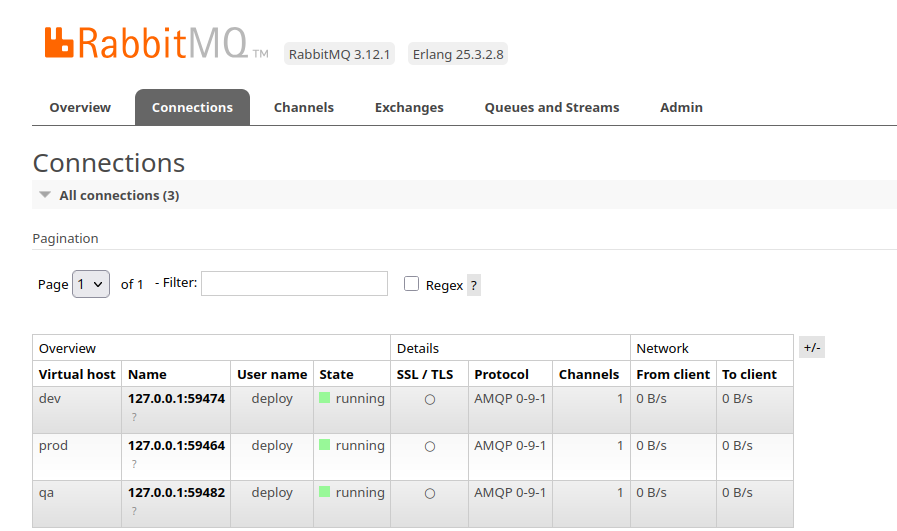 RabbitMQ TM RabbitMQ 3.12.1 Erlang 25.3.2.8
Overview Connections Channels Exchanges Queues and Streams Admin
Connections
All connections (3)
Pagination
Page 1 of 1 - Filter: Regex ?
Overview Details Network +/-
Virtual host Name User name State SSL / TLS Protocol Channels From client To client
dev 127.0.0.1:59474 deploy running ○ AMQP 0-9-1 1 0 B/s 0 B/s
?
prod 127.0.0.1:59464 deploy running ○ AMQP 0-9-1 1 0 B/s 0 B/s
?
qa 127.0.0.1:59482 deploy running ○ AMQP 0-9-1 1 0 B/s 0 B/s
?